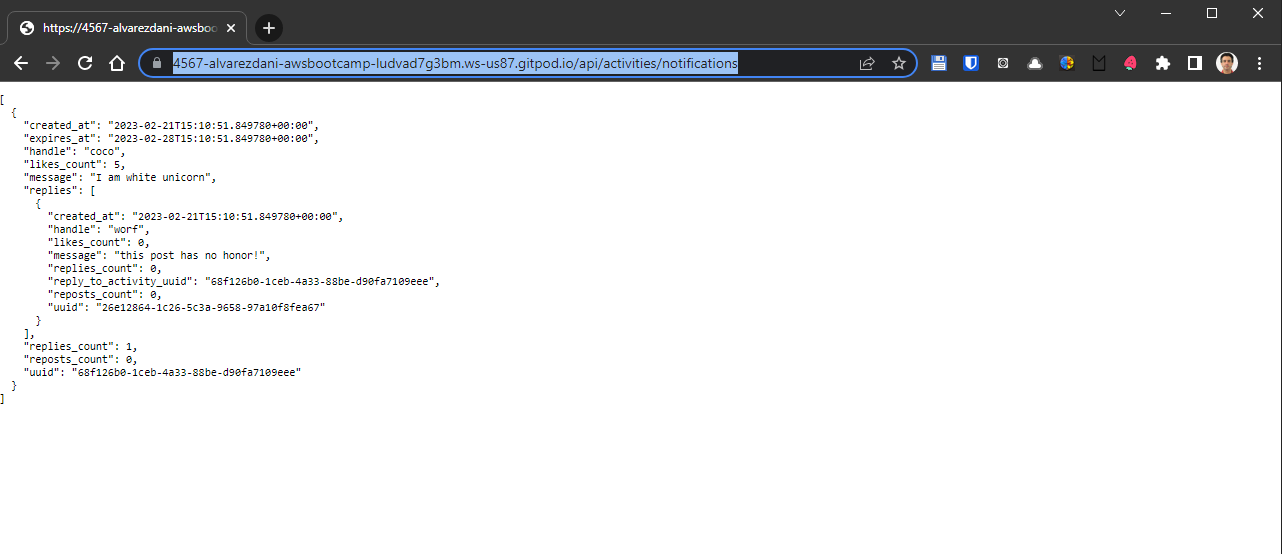 https://4567-alvarezdani-awsboo
4567-alvarezdani-awsbootcamp-ludvad7g3bm.ws-us87.gitpod.io/api/activities/notifications
[
  {
    "created_at": "2023-02-21T15:10:51.849780+00:00",
    "expires_at": "2023-02-28T15:10:51.849780+00:00",
    "handle": "coco",
    "likes_count": 5,
    "message": "I am white unicorn",
    "replies": [
      {
        "created_at": "2023-02-21T15:10:51.849780+00:00",
        "handle": "worf",
        "likes_count": 0,
        "message": "this post has no honor!",
        "replies_count": 0,
        "reply_to_activity_uuid": "68f126b0-1ceb-4a33-88be-d90fa7109eee",
        "reposts_count": 0,
        "uuid": "26e12864-1c26-5c3a-9658-97a10f8fea67"
      }
    ],
    "replies_count": 1,
    "reposts_count": 0,
    "uuid": "68f126b0-1ceb-4a33-88be-d90fa7109eee"
  }
]